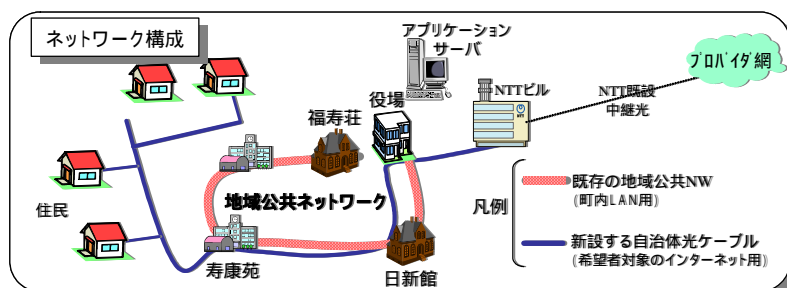 ネットワーク構成
アプリケーション
サーバ
プロバイダ網
NTTビル
NTT既設
中継光
役場
福寿荘
住民
地域公共ネットワーク
寿康苑
日新館
凡例
既存の地域公共NW
(町内LAN用)
新設する自治体光ケーブル
(希望者対象のインターネット用)